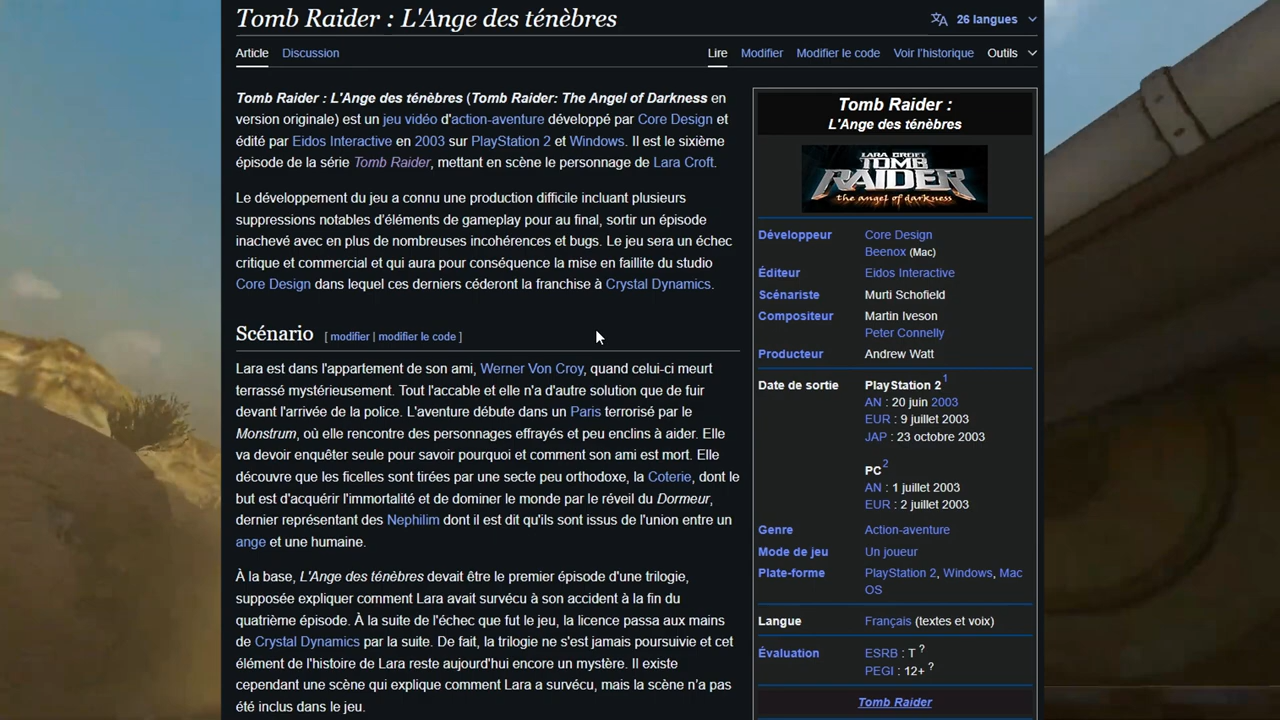 Tomb Raider : L'Ange des ténèbres
26 langues
Article Discussion
Lire Modifier Modifier le code Voir l'historique Outils
Tomb Raider : L'Ange des ténèbres (Tomb Raider: The Angel of Darkness en
version originale) est un jeu vidéo d'action-aventure développé par Core Design et
édité par Eidos Interactive en 2003 sur PlayStation 2 et Windows. Il est le sixième
épisode de la série Tomb Raider, mettant en scène le personnage de Lara Croft.
Le développement du jeu a connu une production difficile incluant plusieurs
suppressions notables d'éléments de gameplay pour au final, sortir un épisode
inachevé avec en plus de nombreuses incohérences et bugs. Le jeu sera un échec
critique et commercial et qui aura pour conséquence la mise en faillite du studio
Core Design dans lequel ces derniers céderont la franchise à Crystal Dynamics.
Scénario [ modifier | modifier le code ]
Lara est dans l'appartement de son ami, Werner Von Croy, quand celui-ci meurt
terrassé mystérieusement. Tout l'accable et elle n'a d'autre solution que de fuir
devant l'arrivée de la police. L'aventure débute dans un Paris terrorisé par le
Monstrum, où elle rencontre des personnages effrayés et peu enclins à aider. Elle
va devoir enquêter seule pour savoir pourquoi et comment son ami est mort. Elle
découvre que les ficelles sont tirées par une secte peu orthodoxe, la Coterie, dont le
but est d'acquérir l'immortalité et de dominer le monde par le réveil du Dormeur,
dernier représentant des Nephilim dont il est dit qu'ils sont issus de l'union entre un
ange et une humaine.
À la base, L'Ange des ténèbres devait être le premier épisode d'une trilogie,
supposée expliquer comment Lara avait survécu à son accident à la fin du
quatrième épisode. À la suite de l'échec que fut le jeu, la licence passa aux mains
de Crystal Dynamics par la suite. De fait, la trilogie ne s'est jamais poursuivie et cet
élément de l'histoire de Lara reste aujourd'hui encore un mystère. Il existe
cependant une scène qui explique comment Lara a survécu, mais la scène n'a pas
été inclus dans le jeu.
Tomb Raider :
L'Ange des ténèbres
LARA CROFT
TOMB
RAIDER
the angel of darkness
Développeur Core Design
Beenox (Mac)
Éditeur Eidos Interactive
Scénariste Murti Schofield
Compositeur Martin Iveson
Peter Connelly
Producteur Andrew Watt
Date de sortie PlayStation 2 1
AN : 20 juin 2003
EUR : 9 juillet 2003
JAP : 23 octobre 2003
PC 2
AN : 1 juillet 2003
EUR : 2 juillet 2003
Genre Action-aventure
Mode de jeu Un joueur
Plate-forme PlayStation 2, Windows, Mac
OS
Langue Français (textes et voix)
Évaluation ESRB : T ?
PEGI : 12+ ?
Tomb Raider